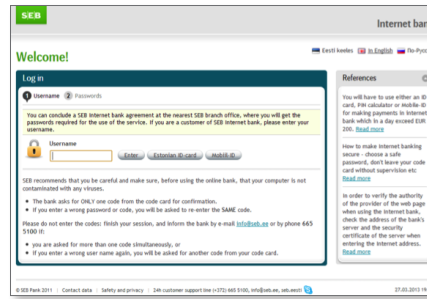 SEB
Internet ban
Eesti keeles In English По-Русс
Welcome!
Log in
1 Username 2 Passwords
You can conclude a SEB Internet bank agreement at the nearest SEB branch office, where you will get the
passwords required for the use of the service. If you are a customer of SEB Internet bank, please enter your
username.
Username
Enter Estonian ID-card Mobiil-ID
SEB recommends that you be careful and make sure, before using the online bank, that your computer is not
contaminated with any viruses.
• The bank asks for ONLY one code from the code card for confirmation.
• If you enter a wrong password or code, you will be asked to re-enter the SAME code.
Please do not enter the codes: finish your session, and inform the bank by e-mail info@seb.ee or by phone 665
5100 if:
• you are asked for more than one code simultaneously, or
• If you enter a wrong user name again, you will be asked for another code from your code card.
References
You will have to use either an ID
card, PIN calculator or Mobile-ID
for making payments in Internet
bank which in a day exceed EUR
200. Read more
How to make Internet banking
secure - choose a safe
password, don't leave your code
card without supervision etc
Read more
In order to verify the authority
of the provider of the web page
when using the internet bank,
check the address of the bank's
server and the security
certificate of the server when
entering the Internet address.
Read more
© SEB Pank 2011 Contact data Safety and privacy 24h customer support line (+372) 665 5100, info@seb.ee, seb.eesti
27.03.2013 19